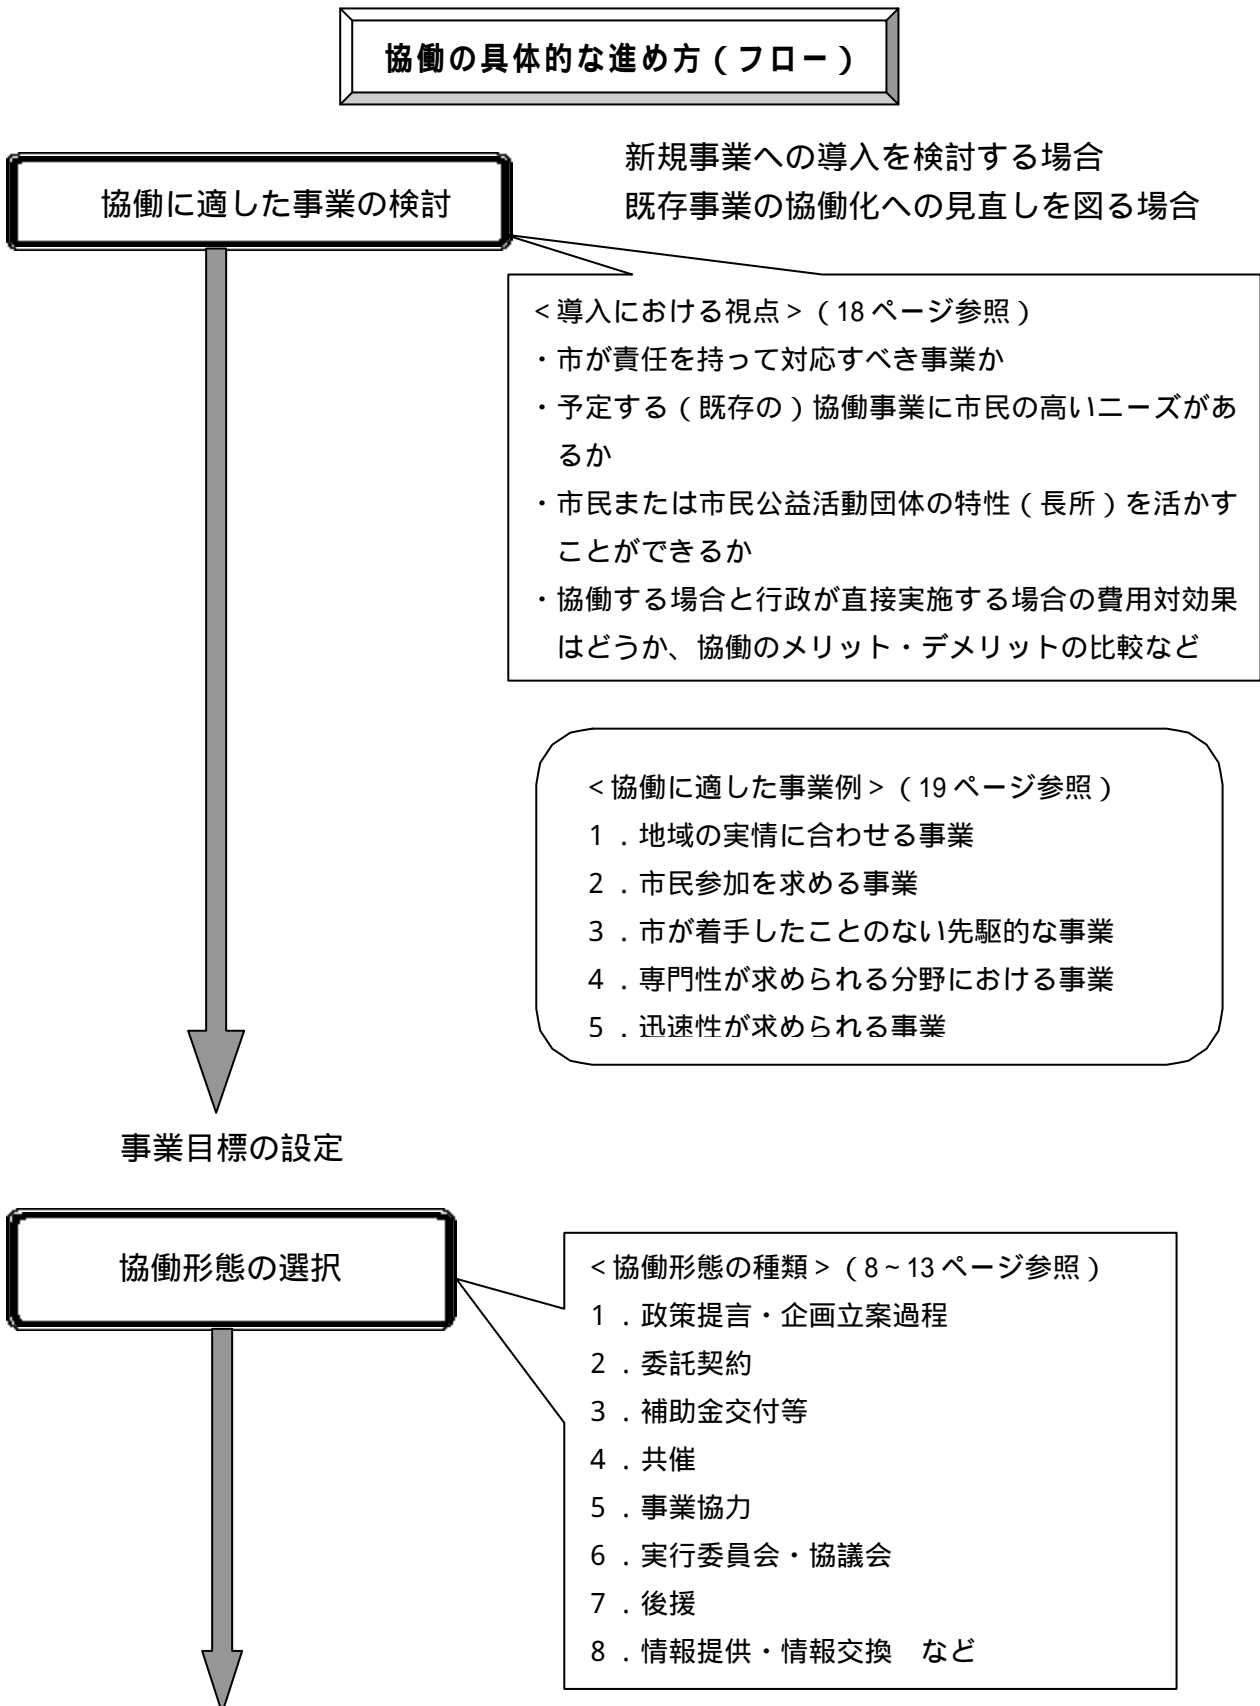 協働の具体的な進め方（フロー）
新規事業への導入を検討する場合
協働に適した事業の検討
既存事業の協働化への見直しを図る場合
＜導入における視点＞（18 ページ参照）
・市が責任を持って対応すべき事業か
・予定する（既存の）協働事業に市民の高いニーズがあ
るか
・市民または市民公益活動団体の特性（長所）を活かす
ことができるか
・協働する場合と行政が直接実施する場合の費用対効果
はどうか、協働のメリット・デメリットの比較など
＜協働に適した事業例＞（19 ページ参照）
1．地域の実情に合わせる事業
2．市民参加を求める事業
3．市が着手したことのない先駆的な事業
4．専門性が求められる分野における事業
5．迅速性が求められる事業
事業目標の設定
協働形態の選択
＜協働形態の種類＞（8～13 ページ参照）
1．政策提言・企画立案過程
2．委託契約
3．補助金交付等
4．共催
5．事業協力
6．実行委員会・協議会
7．後援
8．情報提供・情報交換　など